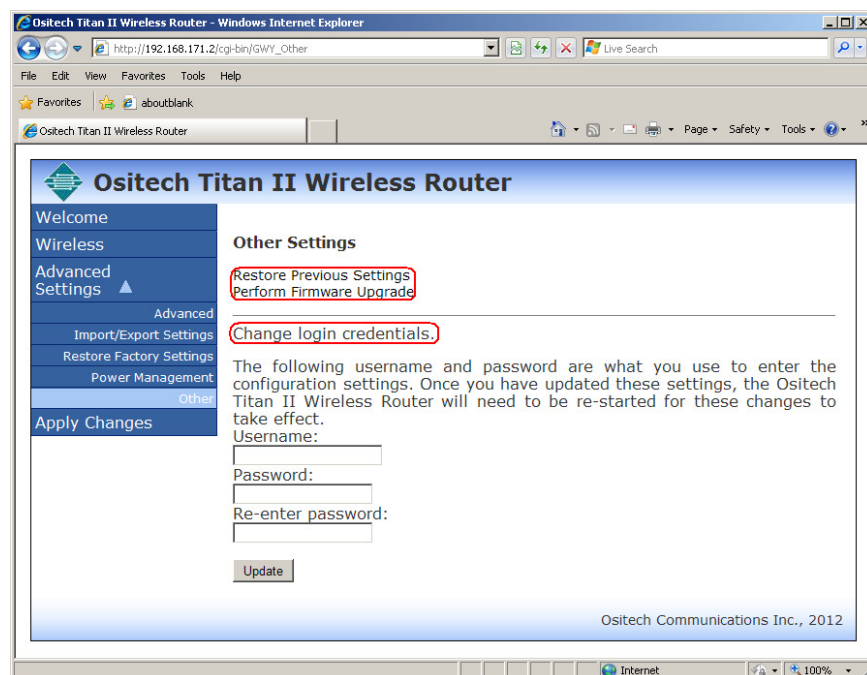 Ositech Titan II Wireless Router - Windows Internet Explorer
http://192.168.171.2/cgi-bin/GWY_Other
Live Search
File Edit View Favorites Tools Help
Favorites aboutblank
Ositech Titan II Wireless Router
Page Safety Tools
Ositech Titan II Wireless Router
Welcome
Wireless
Advanced
Settings
Advanced
Import/Export Settings
Restore Factory Settings
Power Management
Other
Apply Changes
Other Settings
Restore Previous Settings
Perform Firmware Upgrade
Change login credentials.
The following username and password are what you use to enter the
configuration settings. Once you have updated these settings, the Ositech
Titan II Wireless Router will need to be re-started for these changes to
take effect.
Username:
Password:
Re-enter password:
Update
Ositech Communications Inc., 2012
Internet 100%